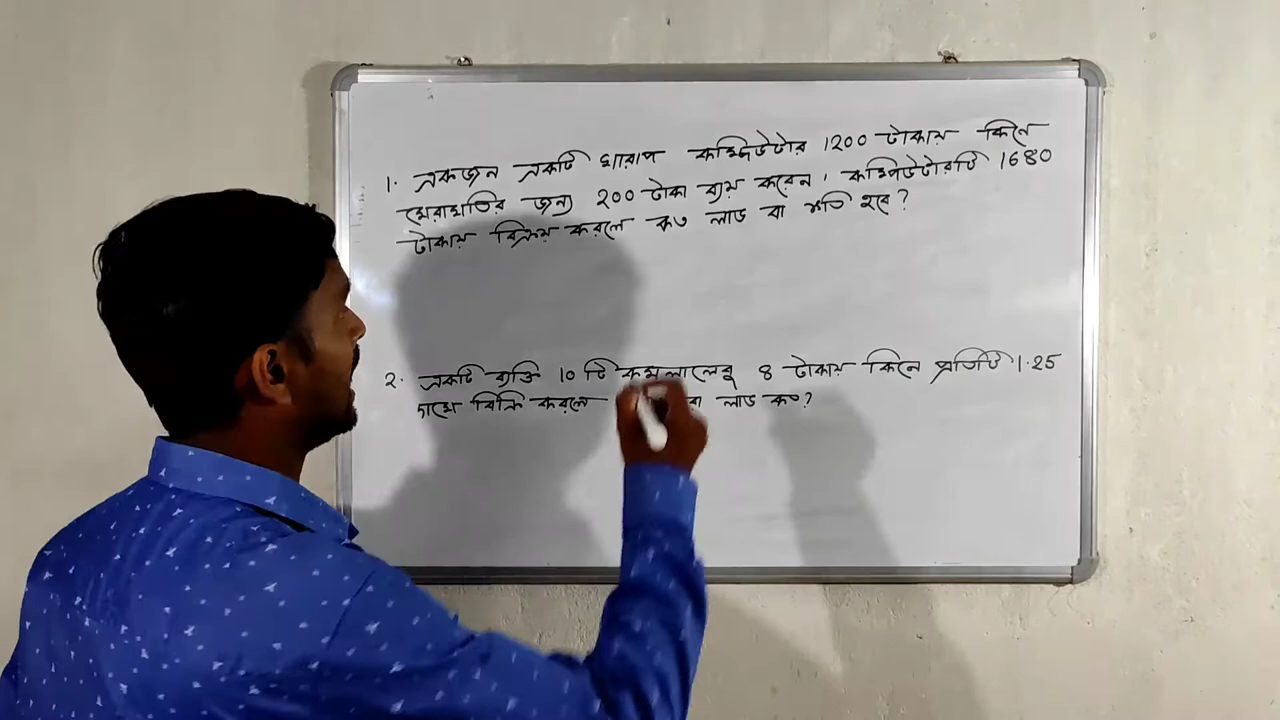 1. একজন একটি খারাপ কম্পিউটার 1200 টাকায় কিনে
মেরামতির জন্য 200 টাকা ব্যয় করেন। কম্পিউটারটি 1680
টাকায় বিক্রয় করলে কত লাভ বা ক্ষতি হবে?
2. একটি ব্যক্তি 10 টি কমলালেবু 8 টাকায় কিনে প্রতিটি 1.25
দামে বিক্রি করলে বা লাভ কত?